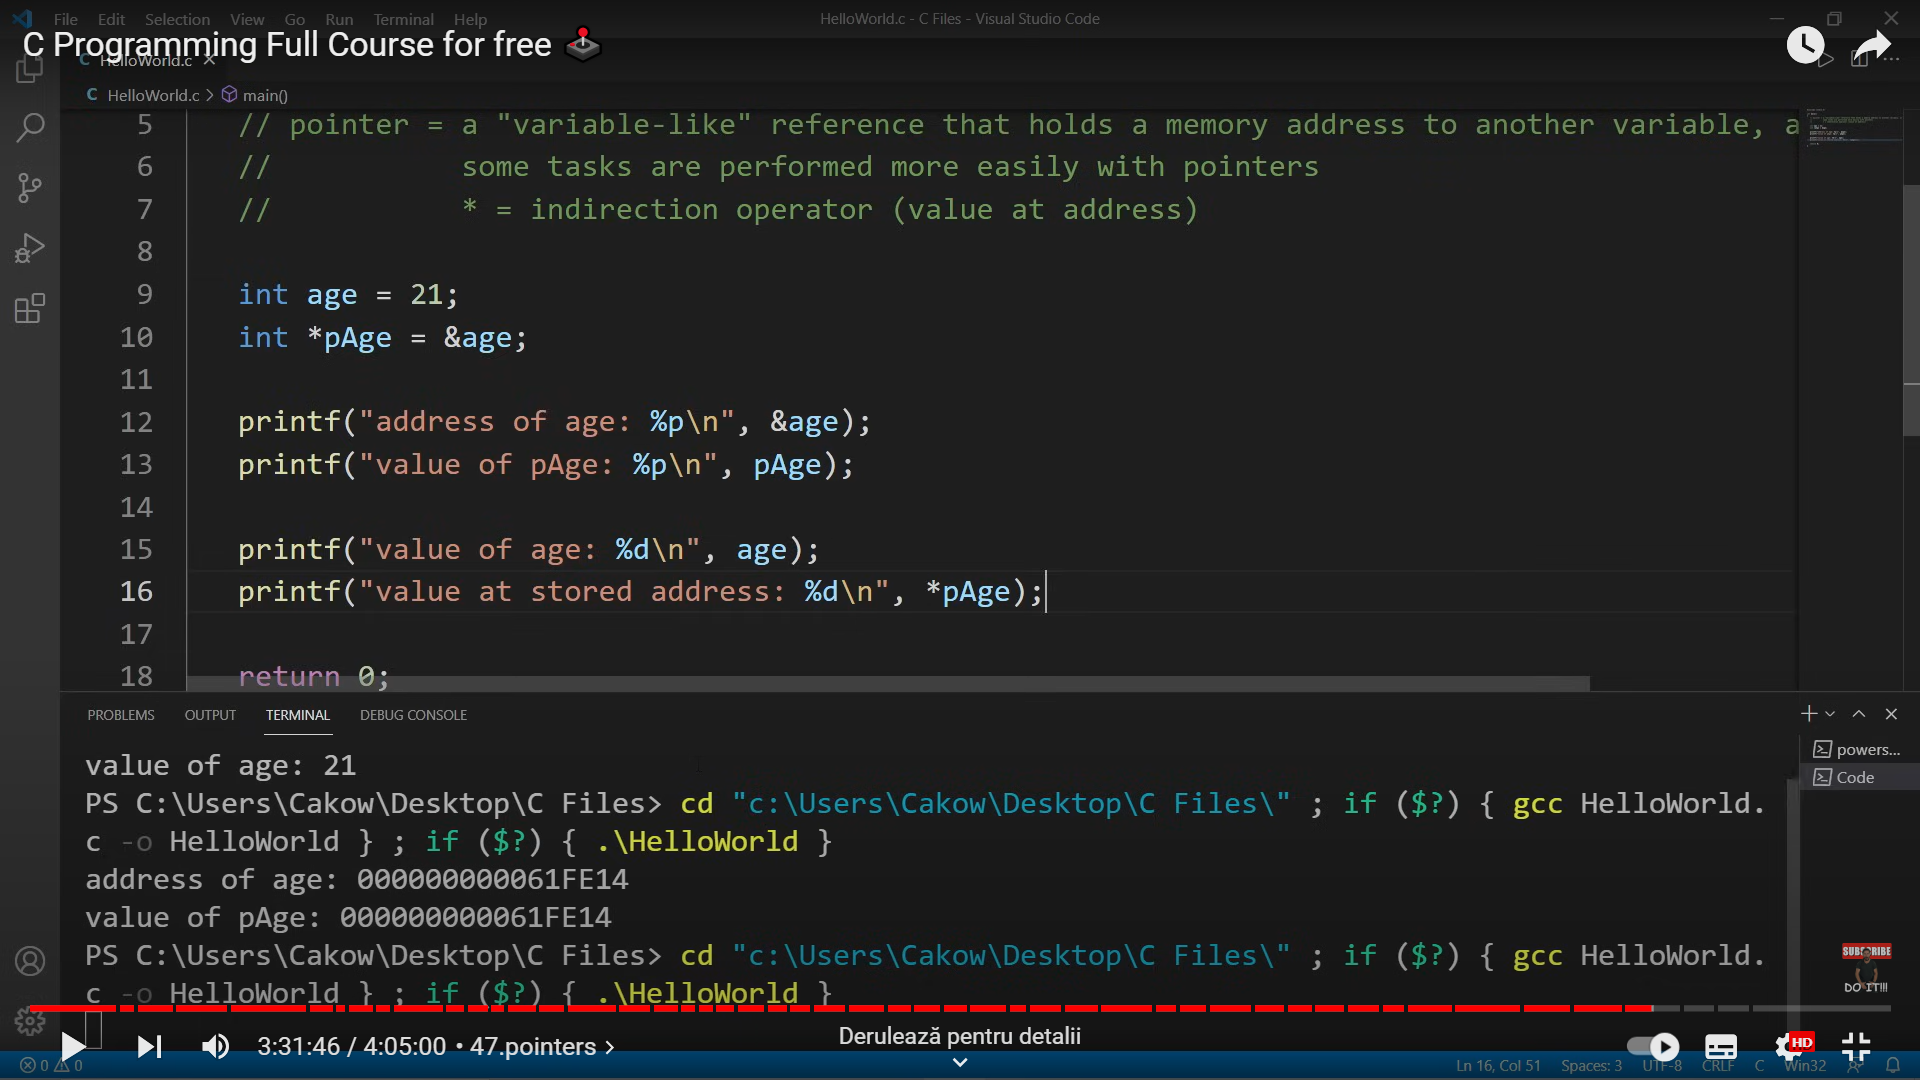 File Edit Selection View Go Run Terminal Help
HelloWorld.c - C Files - Visual Studio Code
C Programming Full Course for free
HelloWorld.c
HelloWorld.c > main()
5 // pointer = a "variable-like" reference that holds a memory address to another variable, a
6 // some tasks are performed more easily with pointers
7 // * = indirection operator (value at address)
8
9 int age = 21;
10 int *pAge = &age;
11
12 printf("address of age: %p\n", &age);
13 printf("value of pAge: %p\n", pAge);
14
15 printf("value of age: %d\n", age);
16 printf("value at stored address: %d\n", *pAge);
17
18 return 0;
PROBLEMS OUTPUT TERMINAL DEBUG CONSOLE
powers...
Code
value of age: 21
PS C:\Users\Cakow\Desktop\C Files> cd "c:\Users\Cakow\Desktop\C Files\" ; if ($?) { gcc HelloWorld.
c -o HelloWorld } ; if ($?) { .\HelloWorld }
address of age: 000000000061FE14
value of pAge: 000000000061FE14
PS C:\Users\Cakow\Desktop\C Files> cd "c:\Users\Cakow\Desktop\C Files\" ; if ($?) { gcc HelloWorld.
c -o HelloWorld } ; if ($?) { .\HelloWorld }
SUBSCRIBE
DO IT!!!
3:31:46 / 4:05:00 • 47.pointers >
Derulează pentru detalii
HD
0 0
Ln 16, Col 51 Spaces: 3 UTF-8 CRLF C Win32